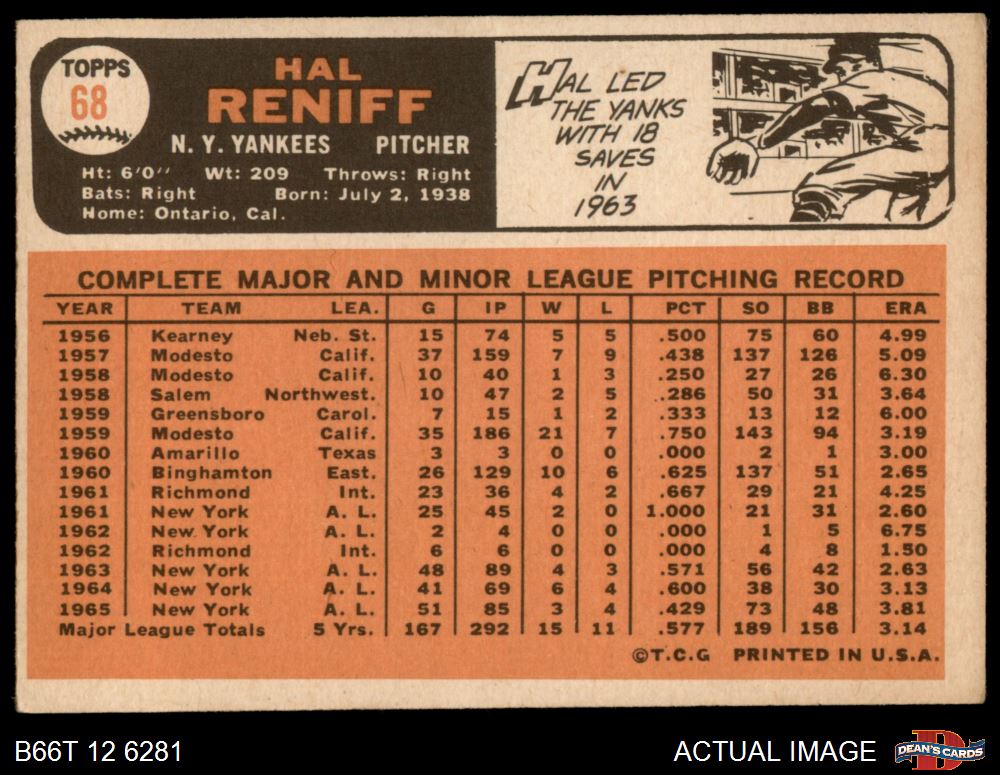 TOPPS
68
HAL
RENIFF
N. Y. YANKEES PITCHER
Ht: 6'0'' Wt: 209 Throws: Right
Bats: Right Born: July 2, 1938
Home: Ontario, Cal.
HAL LED
THE YANKS
WITH 18
SAVES
IN
1963
COMPLETE MAJOR AND MINOR LEAGUE PITCHING RECORD
YEAR TEAM LEA. G IP W L PCT SO BB ERA
1956 Kearney Neb. St. 15 74 5 5 .500 75 60 4.99
1957 Modesto Calif. 37 159 7 9 .438 137 126 5.09
1958 Modesto Calif. 10 40 1 3 .250 27 26 6.30
1958 Salem Northwest. 10 47 2 5 .286 50 31 3.64
1959 Greensboro Carol. 7 15 1 2 .333 13 12 6.00
1959 Modesto Calif. 35 186 21 7 .750 143 94 3.19
1960 Amarillo Texas 3 3 0 0 .000 2 1 3.00
1960 Binghamton East. 26 129 10 6 .625 137 51 2.65
1961 Richmond Int. 23 36 4 2 .667 29 21 4.25
1961 New York A. L. 25 45 2 0 1.000 21 31 2.60
1962 New York A. L. 2 4 0 0 .000 1 5 6.75
1962 Richmond Int. 6 6 0 0 .000 4 8 1.50
1963 New York A. L. 48 89 4 3 .571 56 42 2.63
1964 New York A. L. 41 69 6 4 .600 38 30 3.13
1965 New York A. L. 51 85 3 4 .429 73 48 3.81
Major League Totals 5 Yrs. 167 292 15 11 .577 189 156 3.14
©T.C.G PRINTED IN U.S.A.
B66T 12 6281
ACTUAL IMAGE
D
DEAN'S CARDS